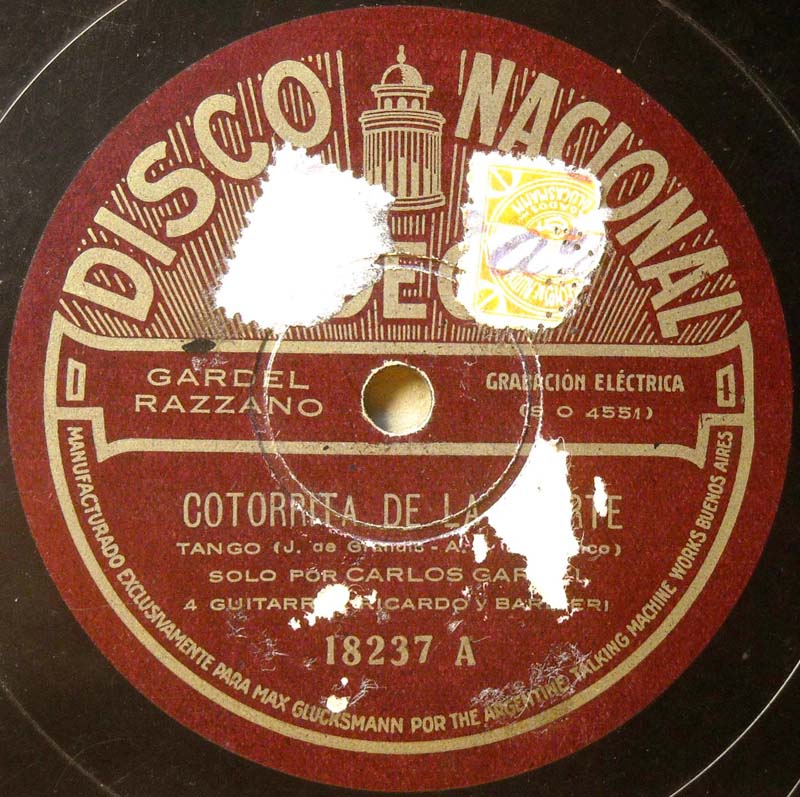 DISCO NACIONAL
GARDEL
RAZZANO
GRABACIÓN ELÉCTRICA
(S O 4551)
COTORRITA DE LA
TANGO (J. de
SOLO POR CARLOS
4 RICARDO y
18237 A
MANUFACTURADO EXCLUSIVAMENTE PARA MAX GLUCKSMANN POR THE ARGENTINE TALKING MACHINE WORKS BUENOS AIRES